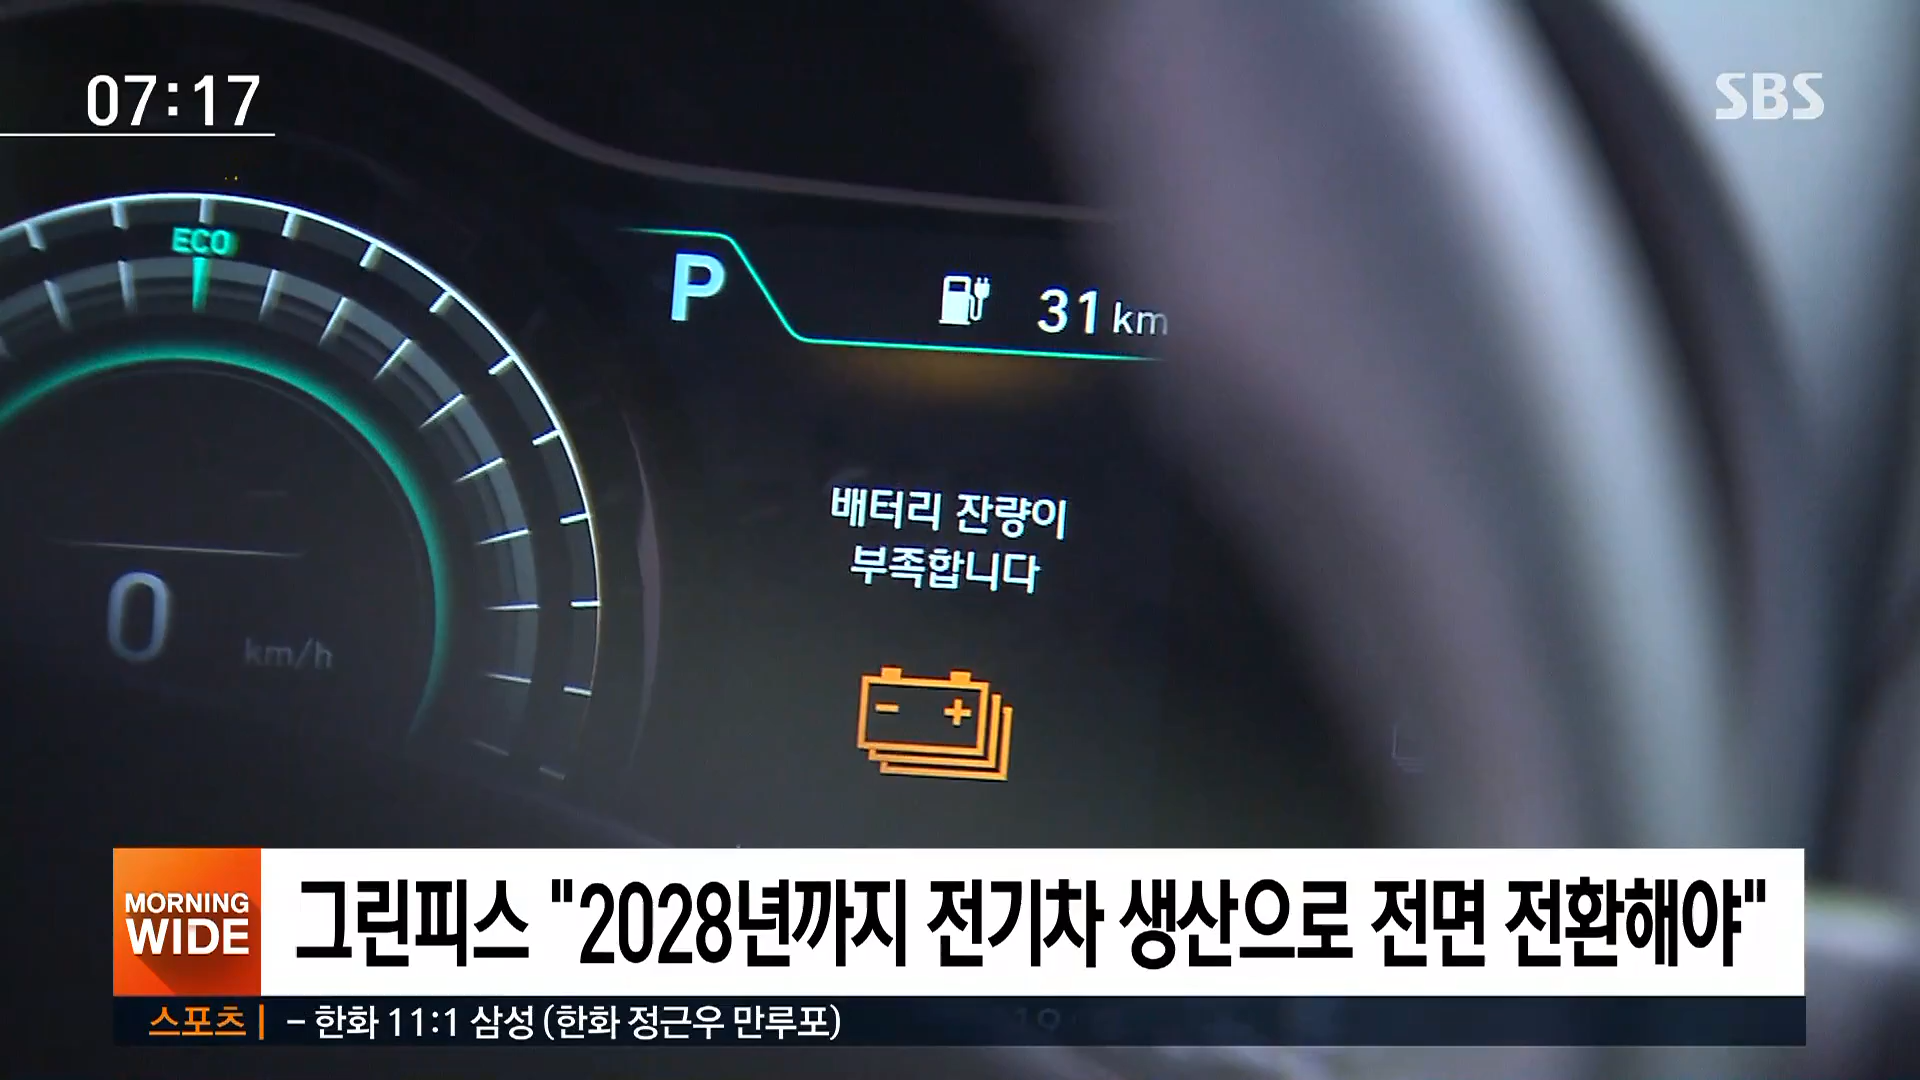 07:17
SBS
ECO
P
31 km
배터리 잔량이
부족합니다
0 km/h
MORNING
WIDE
그린피스 "2028년까지 전기차 생산으로 전면 전환해야"
스포츠 | - 한화 11:1 삼성 (한화 정근우 만루포)